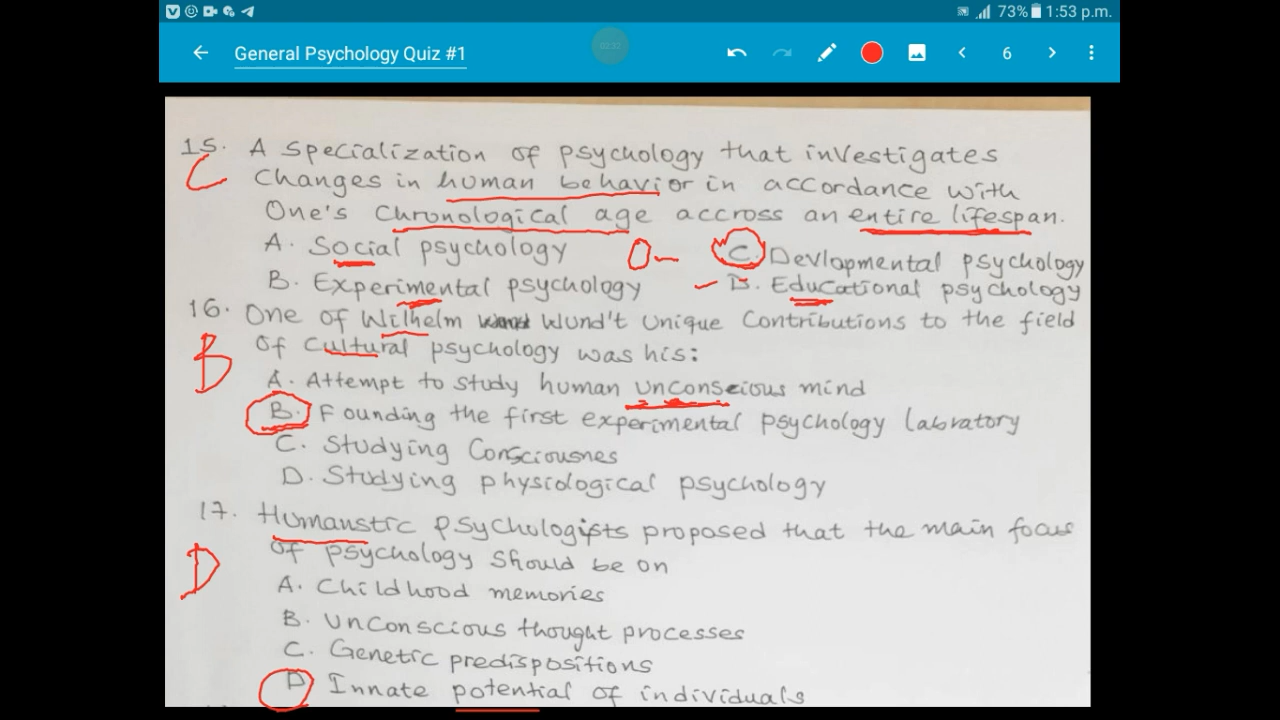 73% 1:53 p.m.
General Psychology Quiz #1
02:32
6
15. A specialization of psychology that investigates
C
changes in human behavior in accordance with
One's chronological age accross an entire lifespan.
A. Social psychology
C. Devlopmental psychology
B. Experimental psychology
D. Educational psychology
16. One of Wilhelm Wund't unique contributions to the field
B
of cultural psychology was his:
A. Attempt to study human unconscious mind
B. Founding the first experimental psychology labratory
C. Studying Consciousnes
D. Studying physiological psychology
17. Humanstic psychologists proposed that the main focus
D
of psychology should be on
A. Childhood memories
B. Unconscious thought processes
C. Genetic predispositions
D Innate potential of individuals